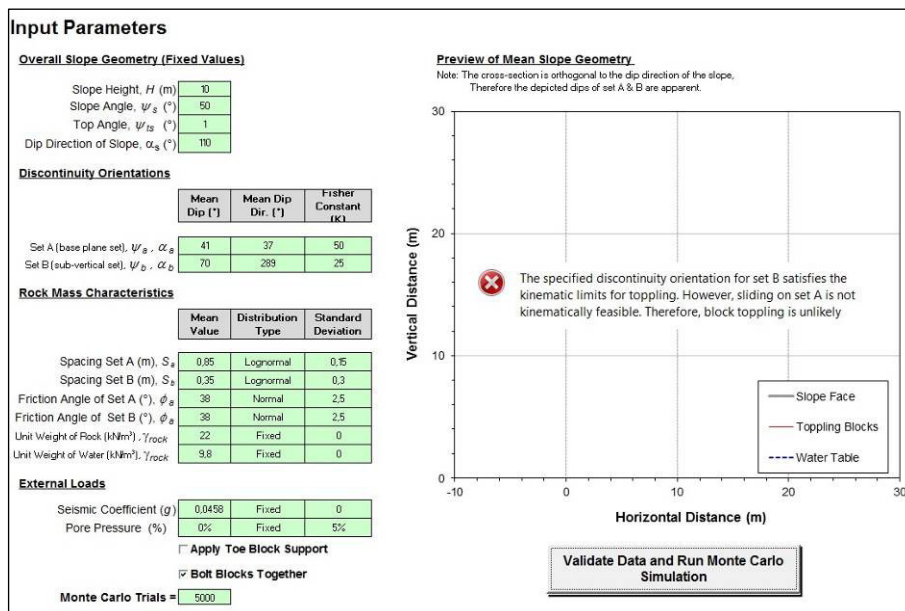 Input Parameters
Overall Slope Geometry (Fixed Values)
Slope Height, H (m) 10
Slope Angle, ψs (°) 50
Top Angle, ψts (°) 1
Dip Direction of Slope, αs (°) 110
Discontinuity Orientations
Mean Dip (°) Mean Dip Dir. (°) Fisher Constant (K)
Set A (base plane set), ψa , αa 41 37 50
Set B (sub-vertical set), ψb , αb 70 289 25
Rock Mass Characteristics
Mean Value Distribution Type Standard Deviation
Spacing Set A (m), Sa 0,85 Lognormal 0,15
Spacing Set B (m), Sb 0,35 Lognormal 0,3
Friction Angle of Set A (°), ϕa 38 Normal 2,5
Friction Angle of Set B (°), ϕa 38 Normal 2,5
Unit Weight of Rock (kN/m³) , γrock 22 Fixed 0
Unit Weight of Water (kN/m³) , γrock 9,8 Fixed 0
External Loads
Seismic Coefficient (g) 0,0458 Fixed 0
Pore Pressure (%) 0% Fixed 5%
Apply Toe Block Support
Bolt Blocks Together
Monte Carlo Trials = 5000
Preview of Mean Slope Geometry
Note: The cross-section is orthogonal to the dip direction of the slope,
Therefore the depicted dips of set A & B are apparent.
Vertical Distance (m)
30
20
10
0
The specified discontinuity orientation for set B satisfies the
kinematic limits for toppling. However, sliding on set A is not
kinematically feasible. Therefore, block toppling is unlikely
Slope Face
Toppling Blocks
Water Table
-10 0 10 20 30
Horizontal Distance (m)
Validate Data and Run Monte Carlo
Simulation